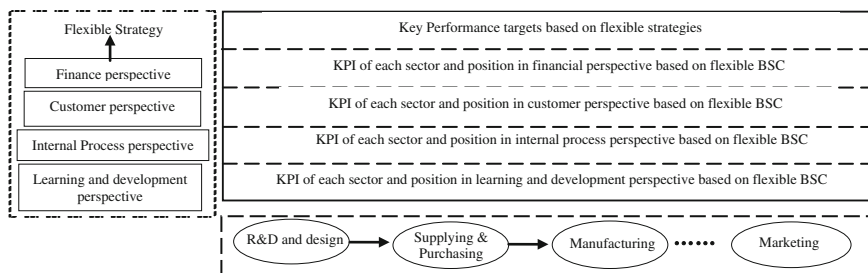 Flexible Strategy
Finance perspective
Customer perspective
Internal Process perspective
Learning and development
perspective
Key Performance targets based on flexible strategies
KPI of each sector and position in financial perspective based on flexible BSC
KPI of each sector and position in customer perspective based on flexible BSC
KPI of each sector and position in internal process perspective based on flexible BSC
KPI of each sector and position in learning and development perspective based on flexible BSC
R&D and design
Supplying &
Purchasing
Manufacturing
Marketing